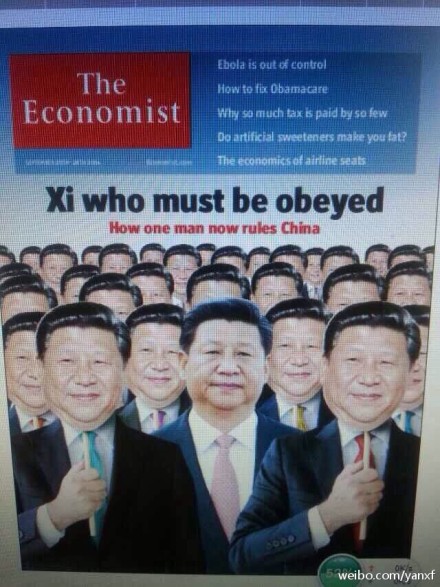 The
Economist
Ebola is out of control
How to fix Obamacare
Why so much tax is paid by so few
Do artificial sweeteners make you fat?
The economics of airline seats
Xi who must be obeyed
How one man now rules China
weibo.com/yanxf